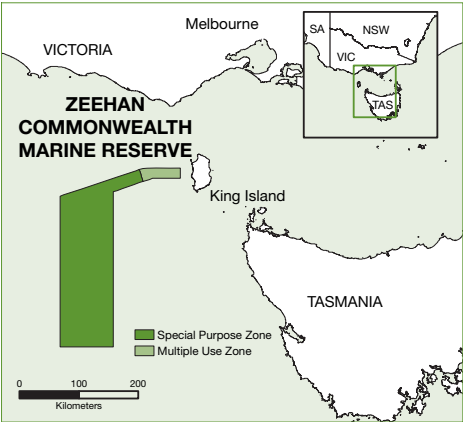 Melbourne
VICTORIA
SA
NSW
VIC
TAS
ZEEHAN
COMMONWEALTH
MARINE RESERVE
King Island
TASMANIA
Special Purpose Zone
Multiple Use Zone
0 100 200
Kilometers